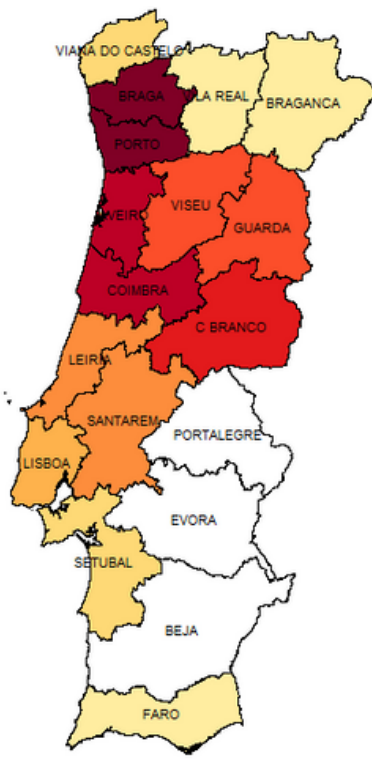 VIANA DO CASTELO
BRAGA
LA REAL
BRAGANCA
PORTO
VISEU
VEIRO
GUARDA
COIMBRA
C BRANCO
LEIRIA
SANTAREM
PORTALEGRE
LISBOA
EVORA
SETUBAL
BEJA
FARO